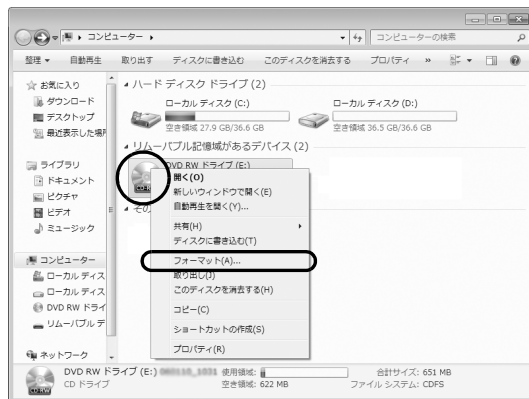 コンピューター
コンピューターの検索
整理 自動再生 取り出す ディスクに書き込む このディスクを消去する プロパティ »
お気に入り
ダウンロード
デスクトップ
最近表示した場所
ライブラリ
ドキュメント
ピクチャ
ビデオ
ミュージック
コンピューター
ローカル ディス
ローカル ディス
DVD RW ドライ
リムーバブル デ
ネットワーク
ハード ディスク ドライブ (2)
ローカル ディスク (C:)
空き領域 27.9 GB/36.6 GB
ローカル ディスク (D:)
空き領域 36.5 GB/36.6 GB
リムーバブル記憶域があるデバイス (2)
DVD RW ドライブ (E:)
CD-RW
その
開く(O)
新しいウィンドウで開く(E)
自動再生を開く(Y)...
共有(H)
ディスクに書き込む(T)
フォーマット(A)...
取り出し(J)
このディスクを消去する(H)
コピー(C)
ショートカットの作成(S)
プロパティ(R)
DVD RW ドライブ (E:) 使用領域: 合計サイズ: 651 MB
CD ドライブ 空き領域: 622 MB ファイル システム: CDFS
CD-RW